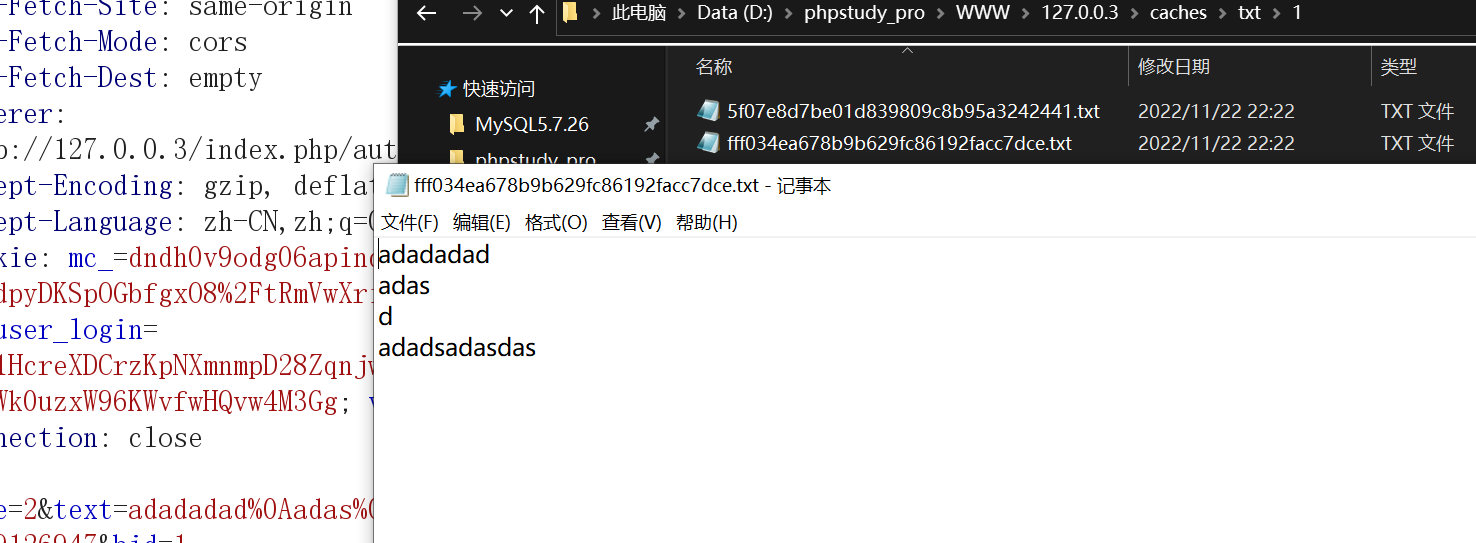 -Fetch-Site: same-origin
-Fetch-Mode: cors
-Fetch-Dest: empty
erer:
://127.0.0.3/index.php/aut
ept-Encoding: gzip, deflat
ept-Language: zh-CN,zh;q=
kie: mc_=dndh0v9odg06apind
dpyDKSpOGbfgxO8%2FtRmVwXr
user_login=
1HcreXDCrzKpNXmnmpD28Zqnjw
Wk0uzxW96KWvfwHQvw4M3Gg;
nection: close
e=2&text=adadadad%0Aadas%
此电脑 > Data (D:) > phpstudy_pro > WWW > 127.0.0.3 > caches > txt > 1
名称 修改日期 类型
快速访问
MySQL5.7.26
phpstudy_pro
5f07e8d7be01d839809c8b95a3242441.txt 2022/11/22 22:22 TXT 文件
fff034ea678b9b629fc86192facc7dce.txt 2022/11/22 22:22 TXT 文件
fff034ea678b9b629fc86192facc7dce.txt - 记事本
文件(F) 编辑(E) 格式(O) 查看(V) 帮助(H)
adadadad
adas
d
adadsadasdas